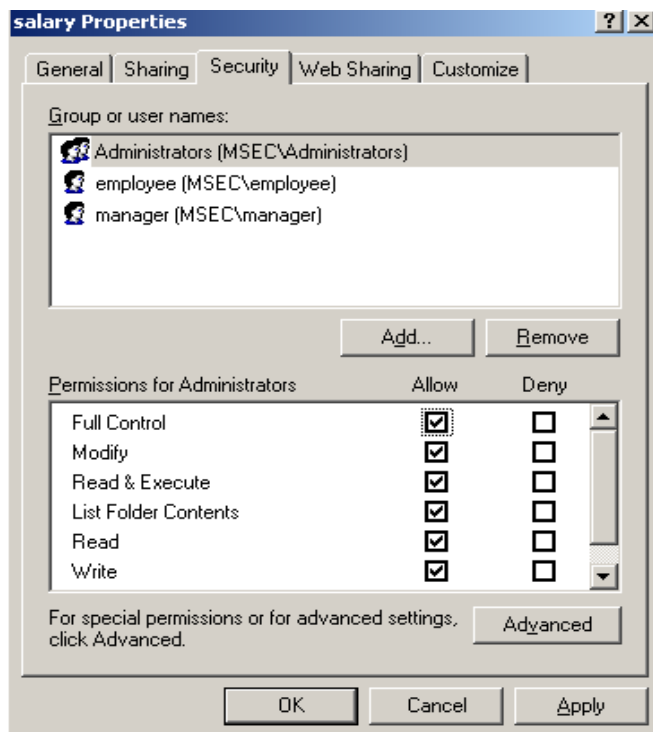 salary Properties
General Sharing Security Web Sharing Customize
Group or user names:
Administrators (MSEC\Administrators)
employee (MSEC\employee)
manager (MSEC\manager)
Add... Remove
Permissions for Administrators Allow Deny
Full Control
Modify
Read & Execute
List Folder Contents
Read
Write
For special permissions or for advanced settings, Advanced
click Advanced.
OK Cancel Apply